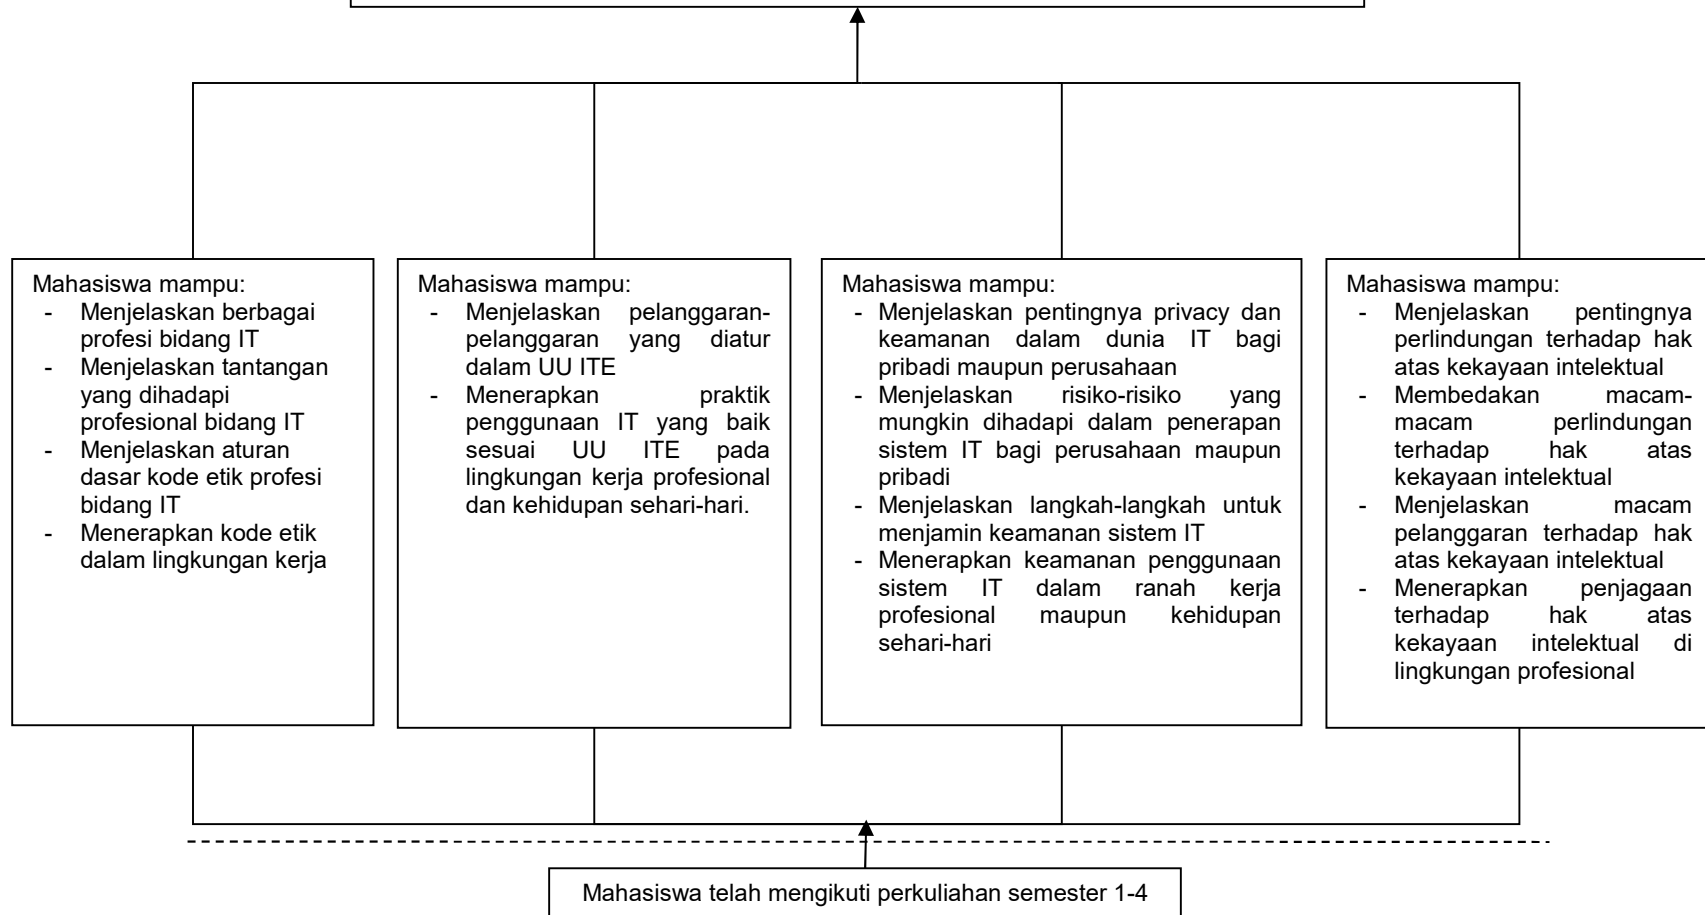 Mahasiswa mampu:
- Menjelaskan berbagai
profesi bidang IT
- Menjelaskan tantangan
yang dihadapi
profesional bidang IT
- Menjelaskan aturan
dasar kode etik profesi
bidang IT
- Menerapkan kode etik
dalam lingkungan kerja
Mahasiswa mampu:
- Menjelaskan pelanggaran-
pelanggaran yang diatur
dalam UU ITE
- Menerapkan praktik
penggunaan IT yang baik
sesuai UU ITE pada
lingkungan kerja profesional
dan kehidupan sehari-hari.
Mahasiswa mampu:
- Menjelaskan pentingnya privacy dan
keamanan dalam dunia IT bagi
pribadi maupun perusahaan
- Menjelaskan risiko-risiko yang
mungkin dihadapi dalam penerapan
sistem IT bagi perusahaan maupun
pribadi
- Menjelaskan langkah-langkah untuk
menjamin keamanan sistem IT
- Menerapkan keamanan penggunaan
sistem IT dalam ranah kerja
profesional maupun kehidupan
sehari-hari
Mahasiswa mampu:
- Menjelaskan pentingnya
perlindungan terhadap hak
atas kekayaan intelektual
- Membedakan macam-
macam perlindungan
terhadap hak atas
kekayaan intelektual
- Menjelaskan macam
pelanggaran terhadap hak
atas kekayaan intelektual
- Menerapkan penjagaan
terhadap hak atas
kekayaan intelektual di
lingkungan profesional
Mahasiswa telah mengikuti perkuliahan semester 1-4